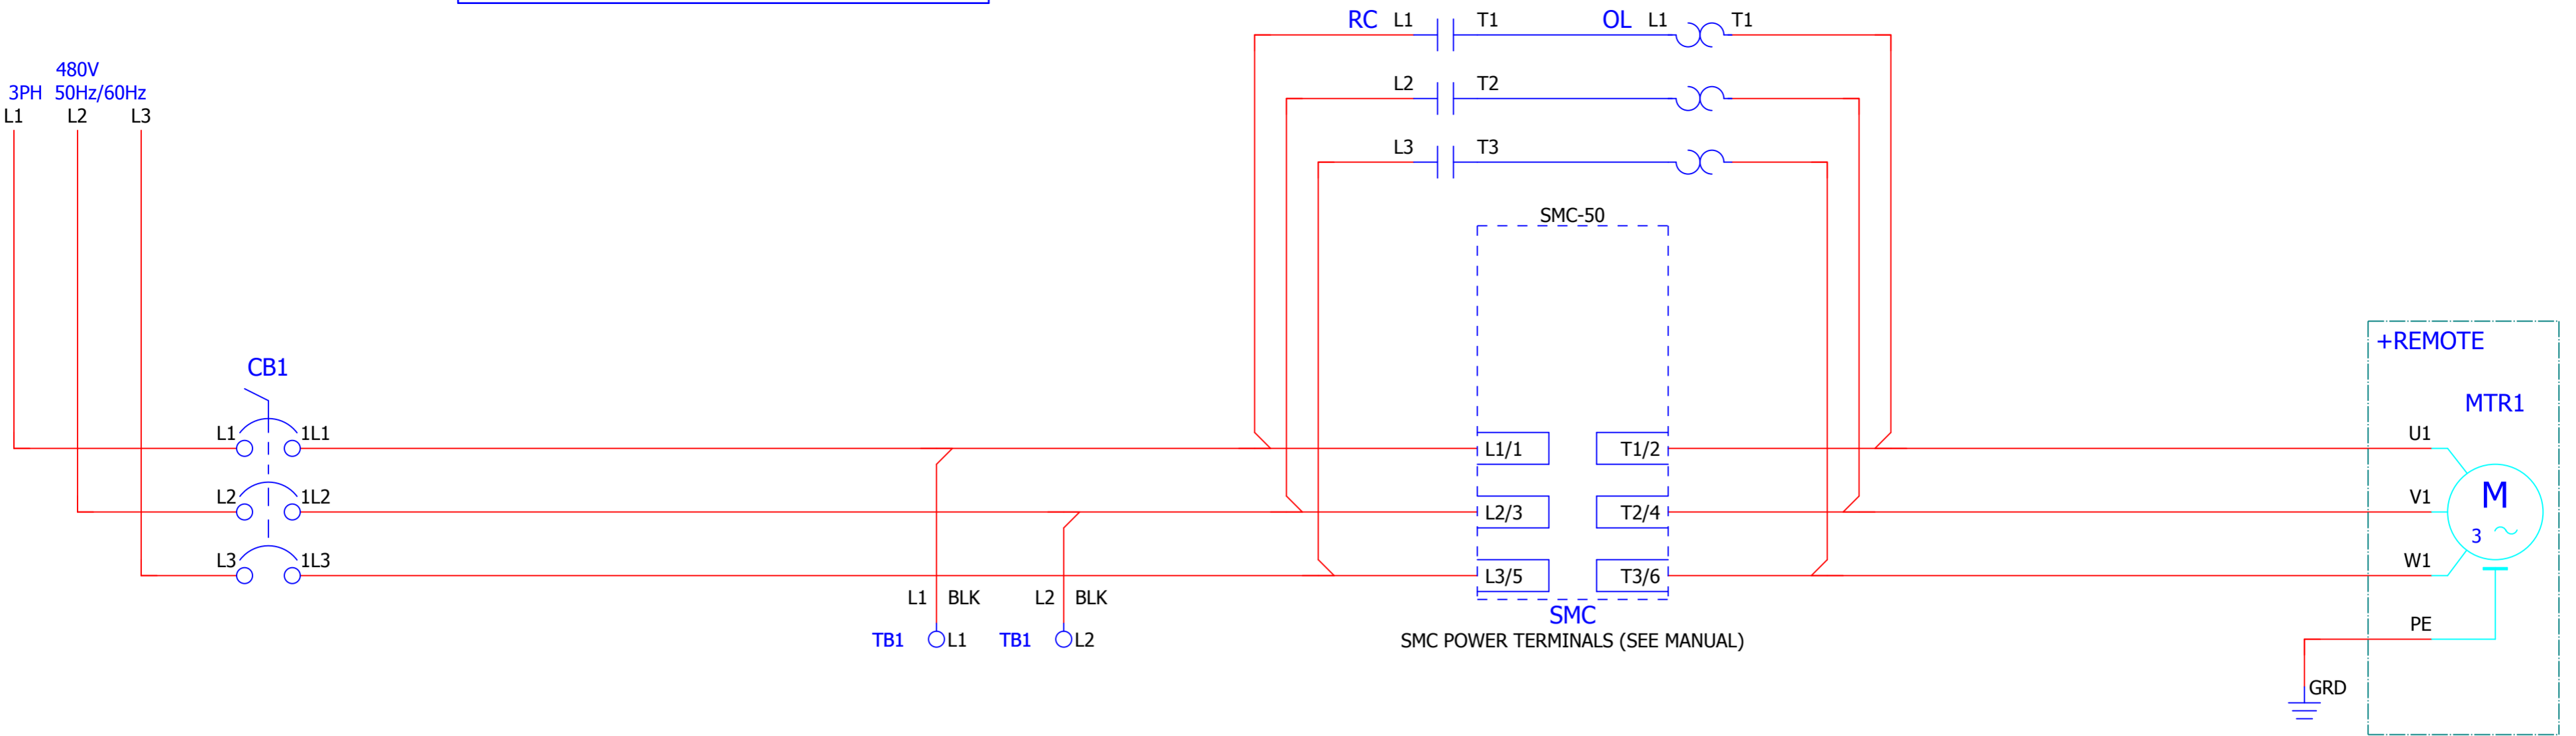 RC L1 T1 OL L1 T1
480V
3PH 50Hz/60Hz
L1 L2 L3
L2 T2
L3 T3
SMC-50
+REMOTE
CB1
MTR1
L1 1L1 L1/1 T1/2 U1
L2 1L2 L2/3 T2/4 V1
M
3
L3 1L3 L3/5 T3/6 W1
L1 BLK L2 BLK
SMC
PE
TB1 L1 TB1 L2
SMC POWER TERMINALS (SEE MANUAL)
GRD